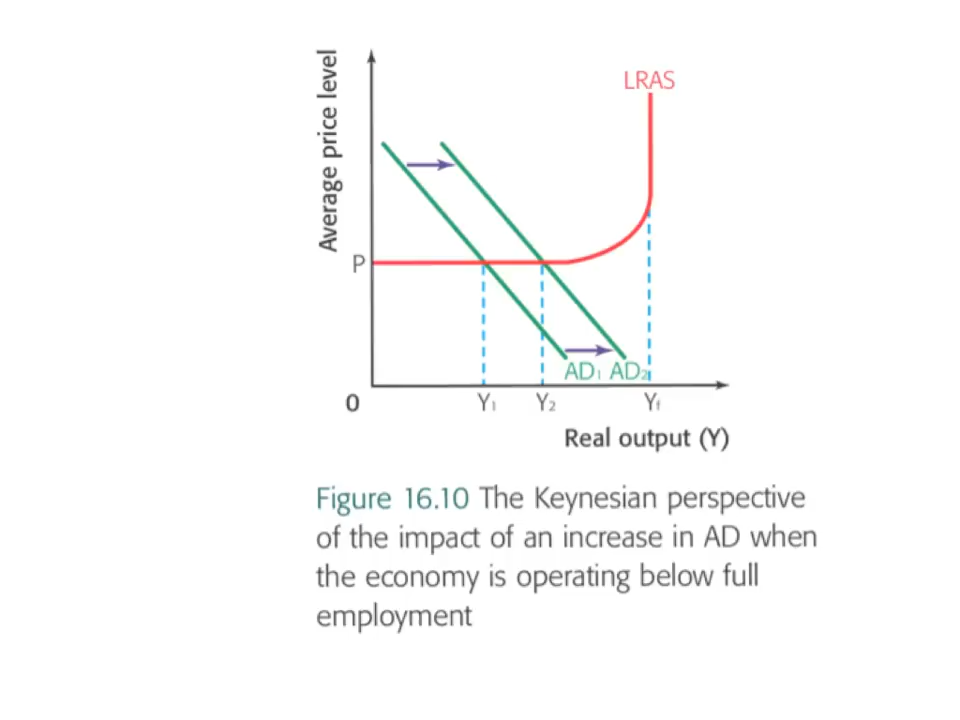 Average price level
LRAS
P
AD₁ AD₂
0
Y₁ Y₂ Yf
Real output (Y)
Figure 16.10 The Keynesian perspective
of the impact of an increase in AD when
the economy is operating below full
employment